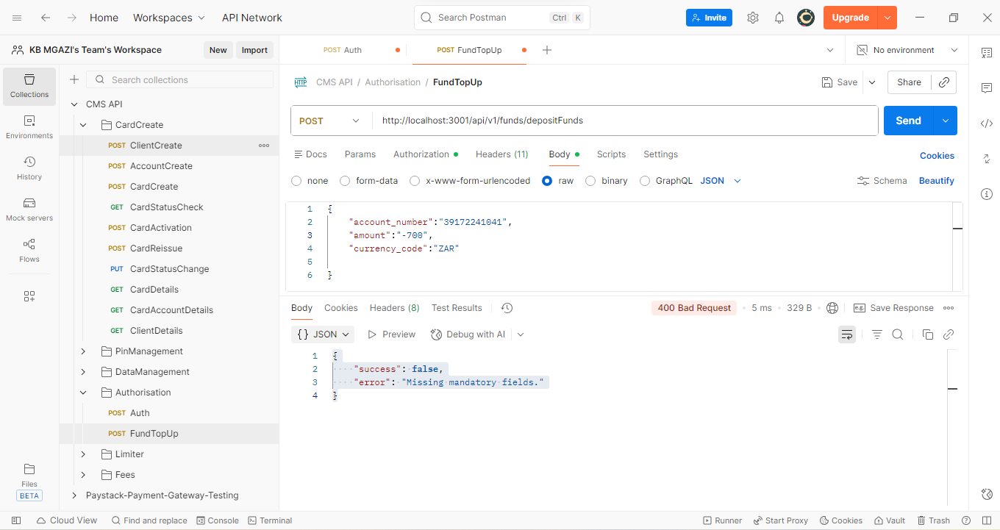 Home Workspaces API Network Search Postman Ctrl K Invite Upgrade
KB MGAZI's Team's Workspace New Import POST Auth POST FundTopUp No environment
Collections
Environments
History
Mock servers
Flows
Files
BETA
Search collections
CMS API
CardCreate
POST ClientCreate
POST AccountCreate
POST CardCreate
GET CardStatusCheck
POST CardActivation
POST CardReissue
PUT CardStatusChange
GET CardDetails
GET CardAccountDetails
GET ClientDetails
PinManagement
DataManagement
Authorisation
POST Auth
POST FundTopUp
Limiter
Fees
Paystack-Payment-Gateway-Testing
HTTP CMS API / Authorisation / FundTopUp Save Share
POST http://localhost:3001/api/v1/funds/depositFunds Send
Docs Params Authorization Headers (11) Body Scripts Settings Cookies
none form-data x-www-form-urlencoded raw binary GraphQL JSON Schema Beautify
1 {
2 "account_number":"39172241041",
3 "amount":"-700",
4 "currency_code":"ZAR"
5
6 }
Body Cookies Headers (8) Test Results 400 Bad Request • 5 ms • 329 B e.g. Save Response
{} JSON Preview Debug with AI
1 {
2 "success": false,
3 "error": "Missing mandatory fields."
4 }
Cloud View Find and replace Console Terminal Runner Start Proxy Cookies Vault Trash